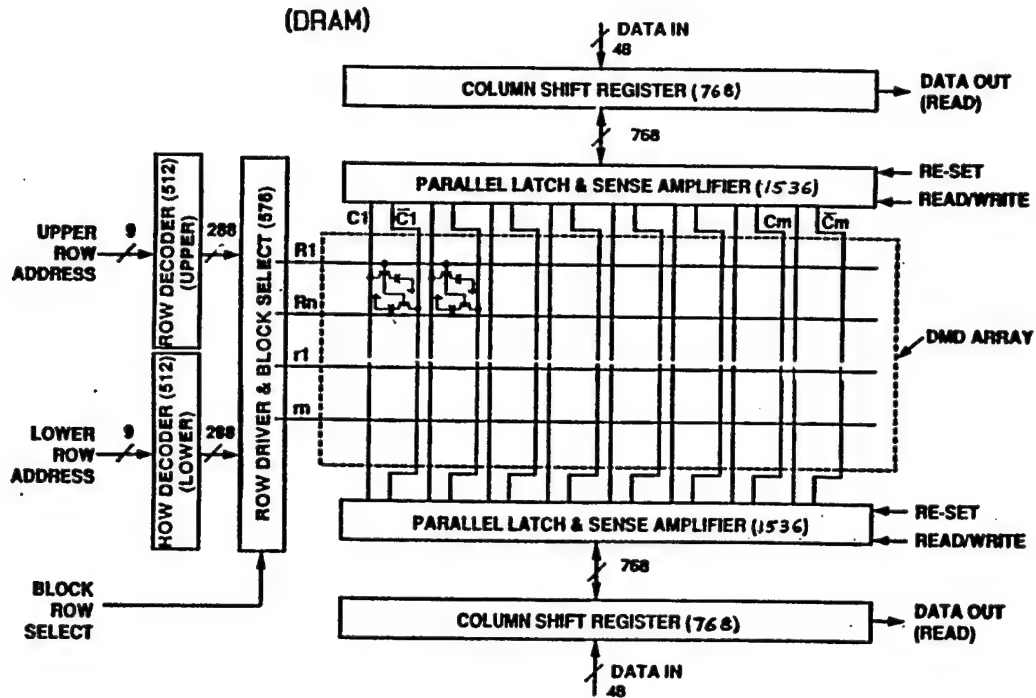 (DRAM)
DATA IN
48
COLUMN SHIFT REGISTER (768)
DATA OUT
(READ)
768
PARALLEL LATCH & SENSE AMPLIFIER (1536)
RE-SET
READ/WRITE
C1
C̅1
Cm
C̅m
UPPER
ROW
ADDRESS
9
ROW DECODER (512)
(UPPER)
288
ROW DRIVER & BLOCK SELECT (576)
R1
Rn
r1
rn
DMD ARRAY
LOWER
ROW
ADDRESS
9
ROW DECODER (512)
(LOWER)
288
PARALLEL LATCH & SENSE AMPLIFIER (1536)
RE-SET
READ/WRITE
BLOCK
ROW
SELECT
768
COLUMN SHIFT REGISTER (768)
DATA OUT
(READ)
DATA IN
48